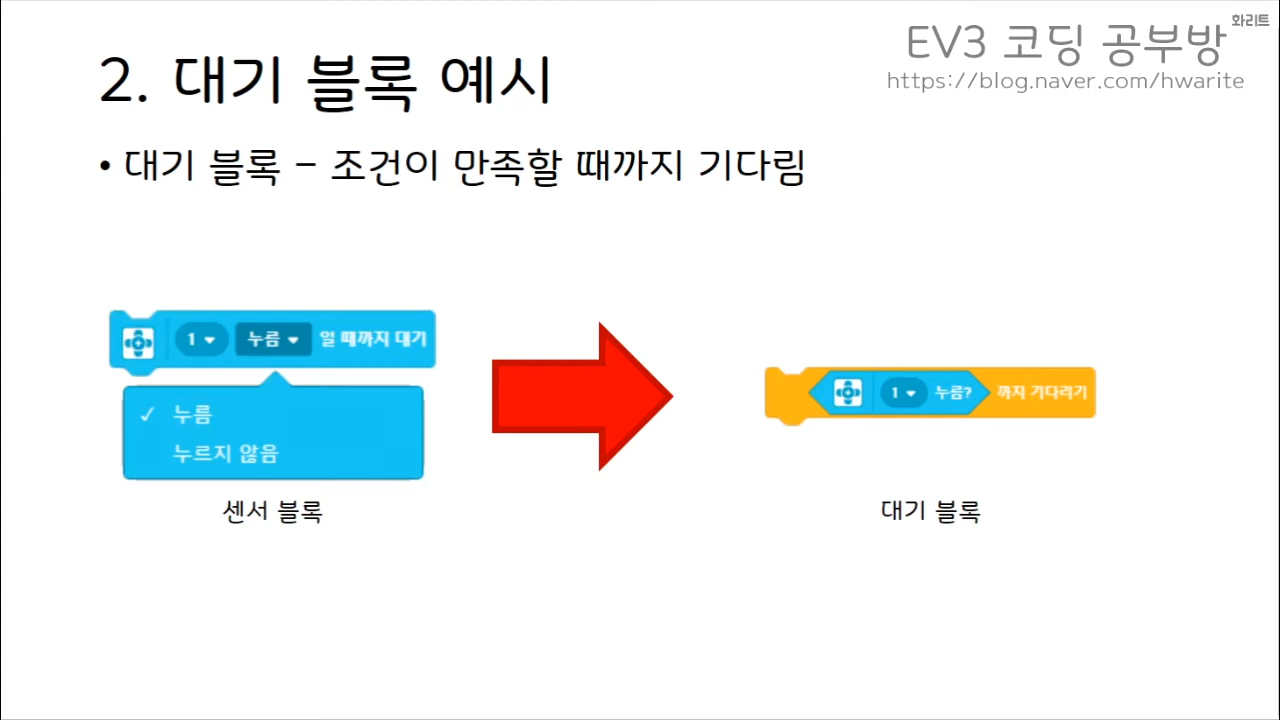 화리트
EV3 코딩 공부방
https://blog.naver.com/hwarite
2. 대기 블록 예시
• 대기 블록 – 조건이 만족할 때까지 기다림
1 누름 일 때까지 대기
✓ 누름
누르지 않음
센서 블록
1 누름? 까지 기다리기
대기 블록